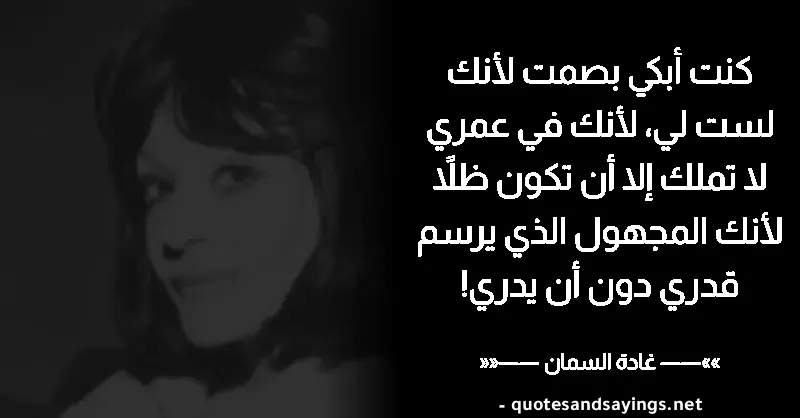 كنت أبكي بصمت لأنك
لست لي، لأنك في عمري
لا تملك إلا أن تكون ظلًا
لأنك المجهول الذي يرسم
قدري دون أن يدري!
»»—— غادة السمان ——««
- quotesandsayings.net